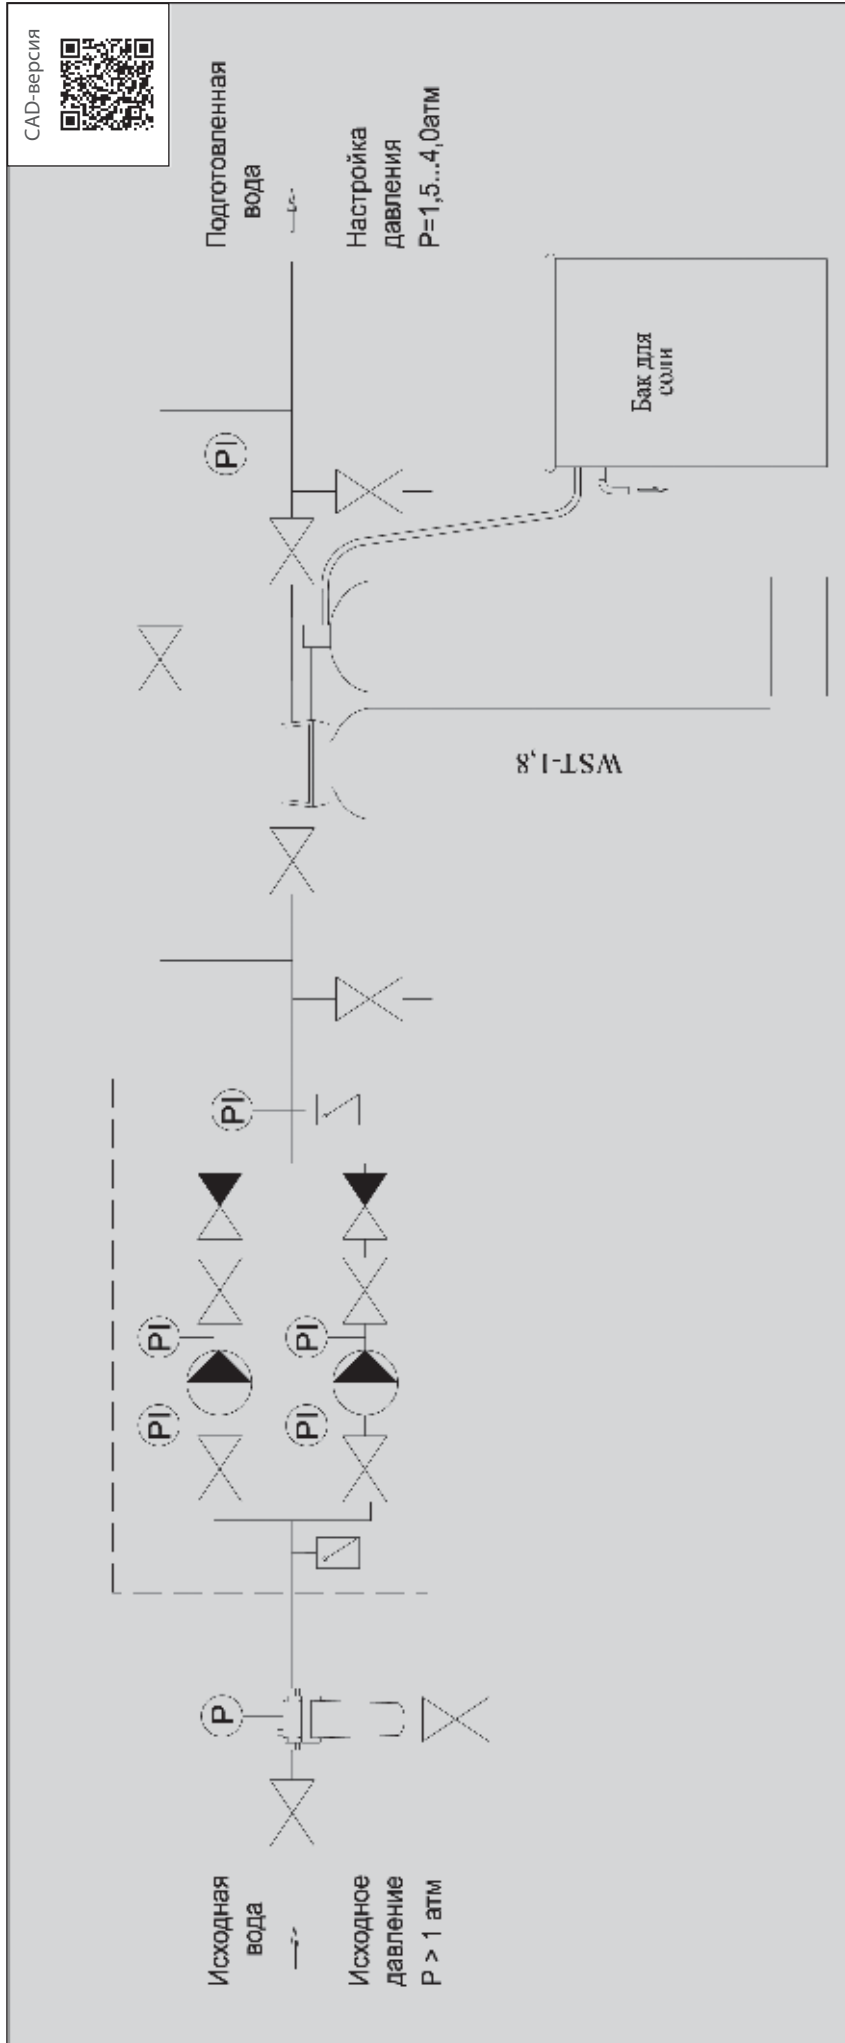 CAD-версия
Исходная
вода
Исходное
давление
P > 1 атм
P
PI
PI
PI
PI
PI
WST-1,8
PI
Бак для
соли
Подготовленная
вода
Настройка
давления
P=1,5...4,0атм